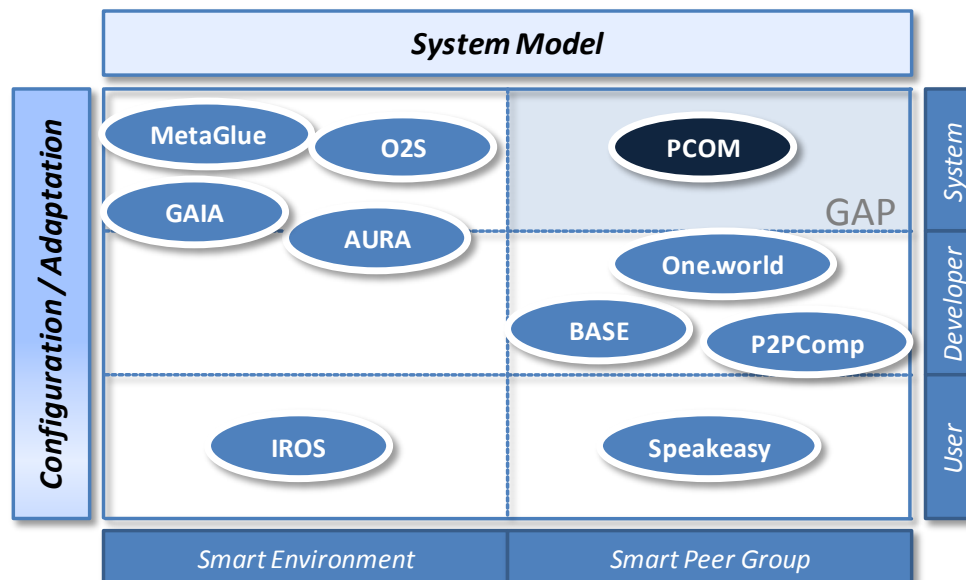 System Model
Configuration / Adaptation
MetaGlue
O2S
PCOM
System
GAIA
AURA
GAP
One.world
Developer
BASE
P2PComp
IROS
Speakeasy
User
Smart Environment
Smart Peer Group